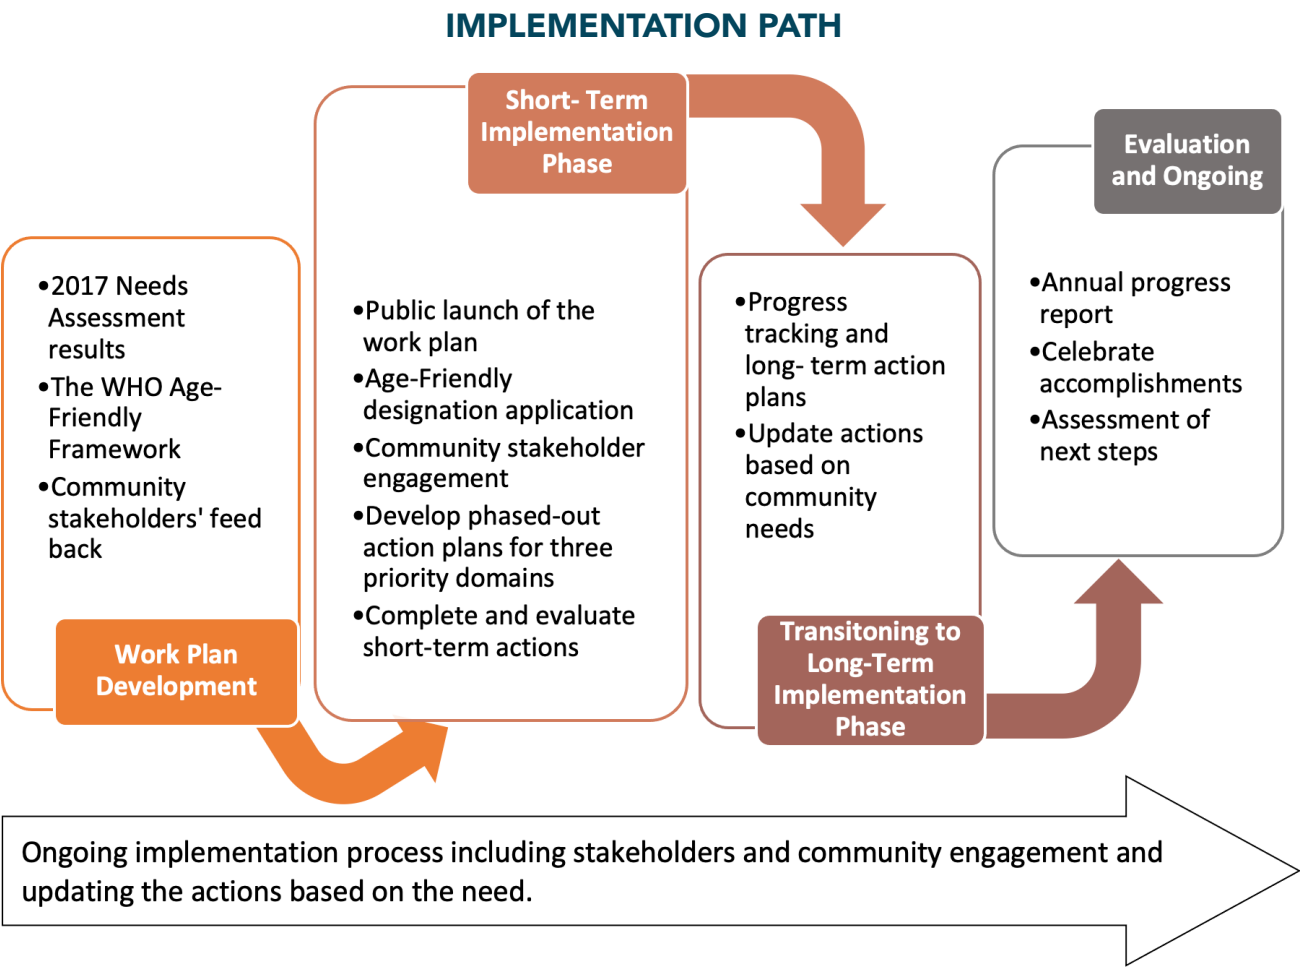 IMPLEMENTATION PATH
•2017 Needs
Assessment
results
•The WHO Age-
Friendly
Framework
•Community
stakeholders' feed
back
Work Plan
Development
Short- Term
Implementation
Phase
•Public launch of the
work plan
•Age-Friendly
designation application
•Community stakeholder
engagement
•Develop phased-out
action plans for three
priority domains
•Complete and evaluate
short-term actions
•Progress
tracking and
long- term action
plans
•Update actions
based on
community
needs
Transitoning to
Long-Term
Implementation
Phase
Evaluation
and Ongoing
•Annual progress
report
•Celebrate
accomplishments
•Assessment of
next steps
Ongoing implementation process including stakeholders and community engagement and
updating the actions based on the need.